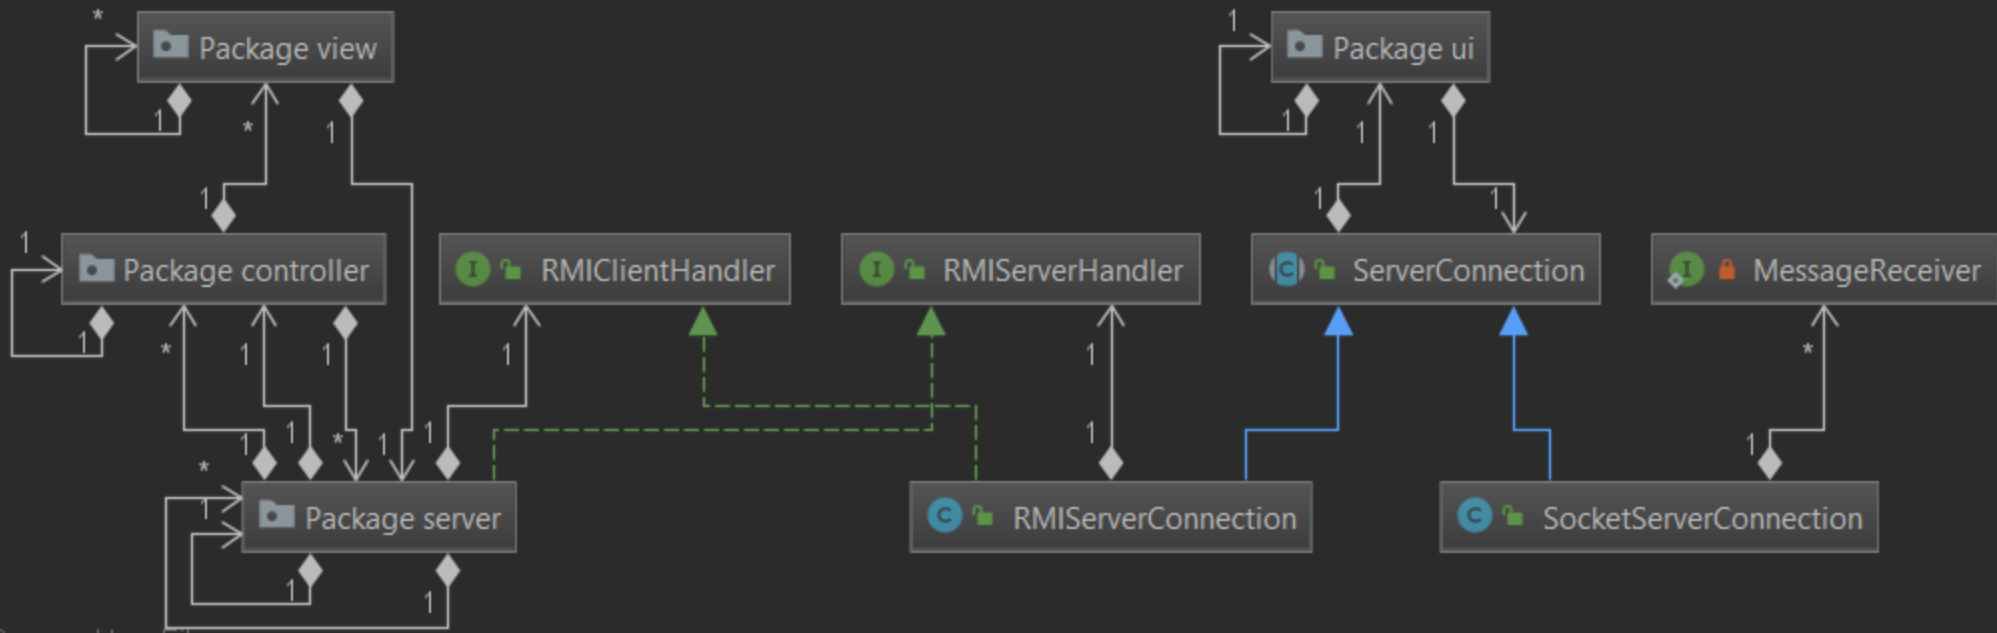 * 1
Package view Package ui
1 * 1 1 1 1
1 1 1
1
Package controller I RMIClientHandler I RMIServerHandler C ServerConnection I MessageReceiver
1 * 1 1 1 1 *
1 1 * 1 1 1 1
*
1 Package server C RMIServerConnection C SocketServerConnection
1 1